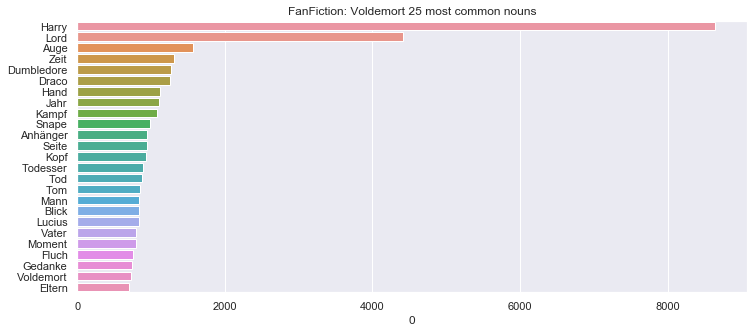 FanFiction: Voldemort 25 most common nouns
Harry
Lord
Auge
Zeit
Dumbledore
Draco
Hand
Jahr
Kampf
Snape
Anhänger
Seite
Kopf
Todesser
Tod
Tom
Mann
Blick
Lucius
Vater
Moment
Fluch
Gedanke
Voldemort
Eltern
0 2000 4000 6000 8000
0